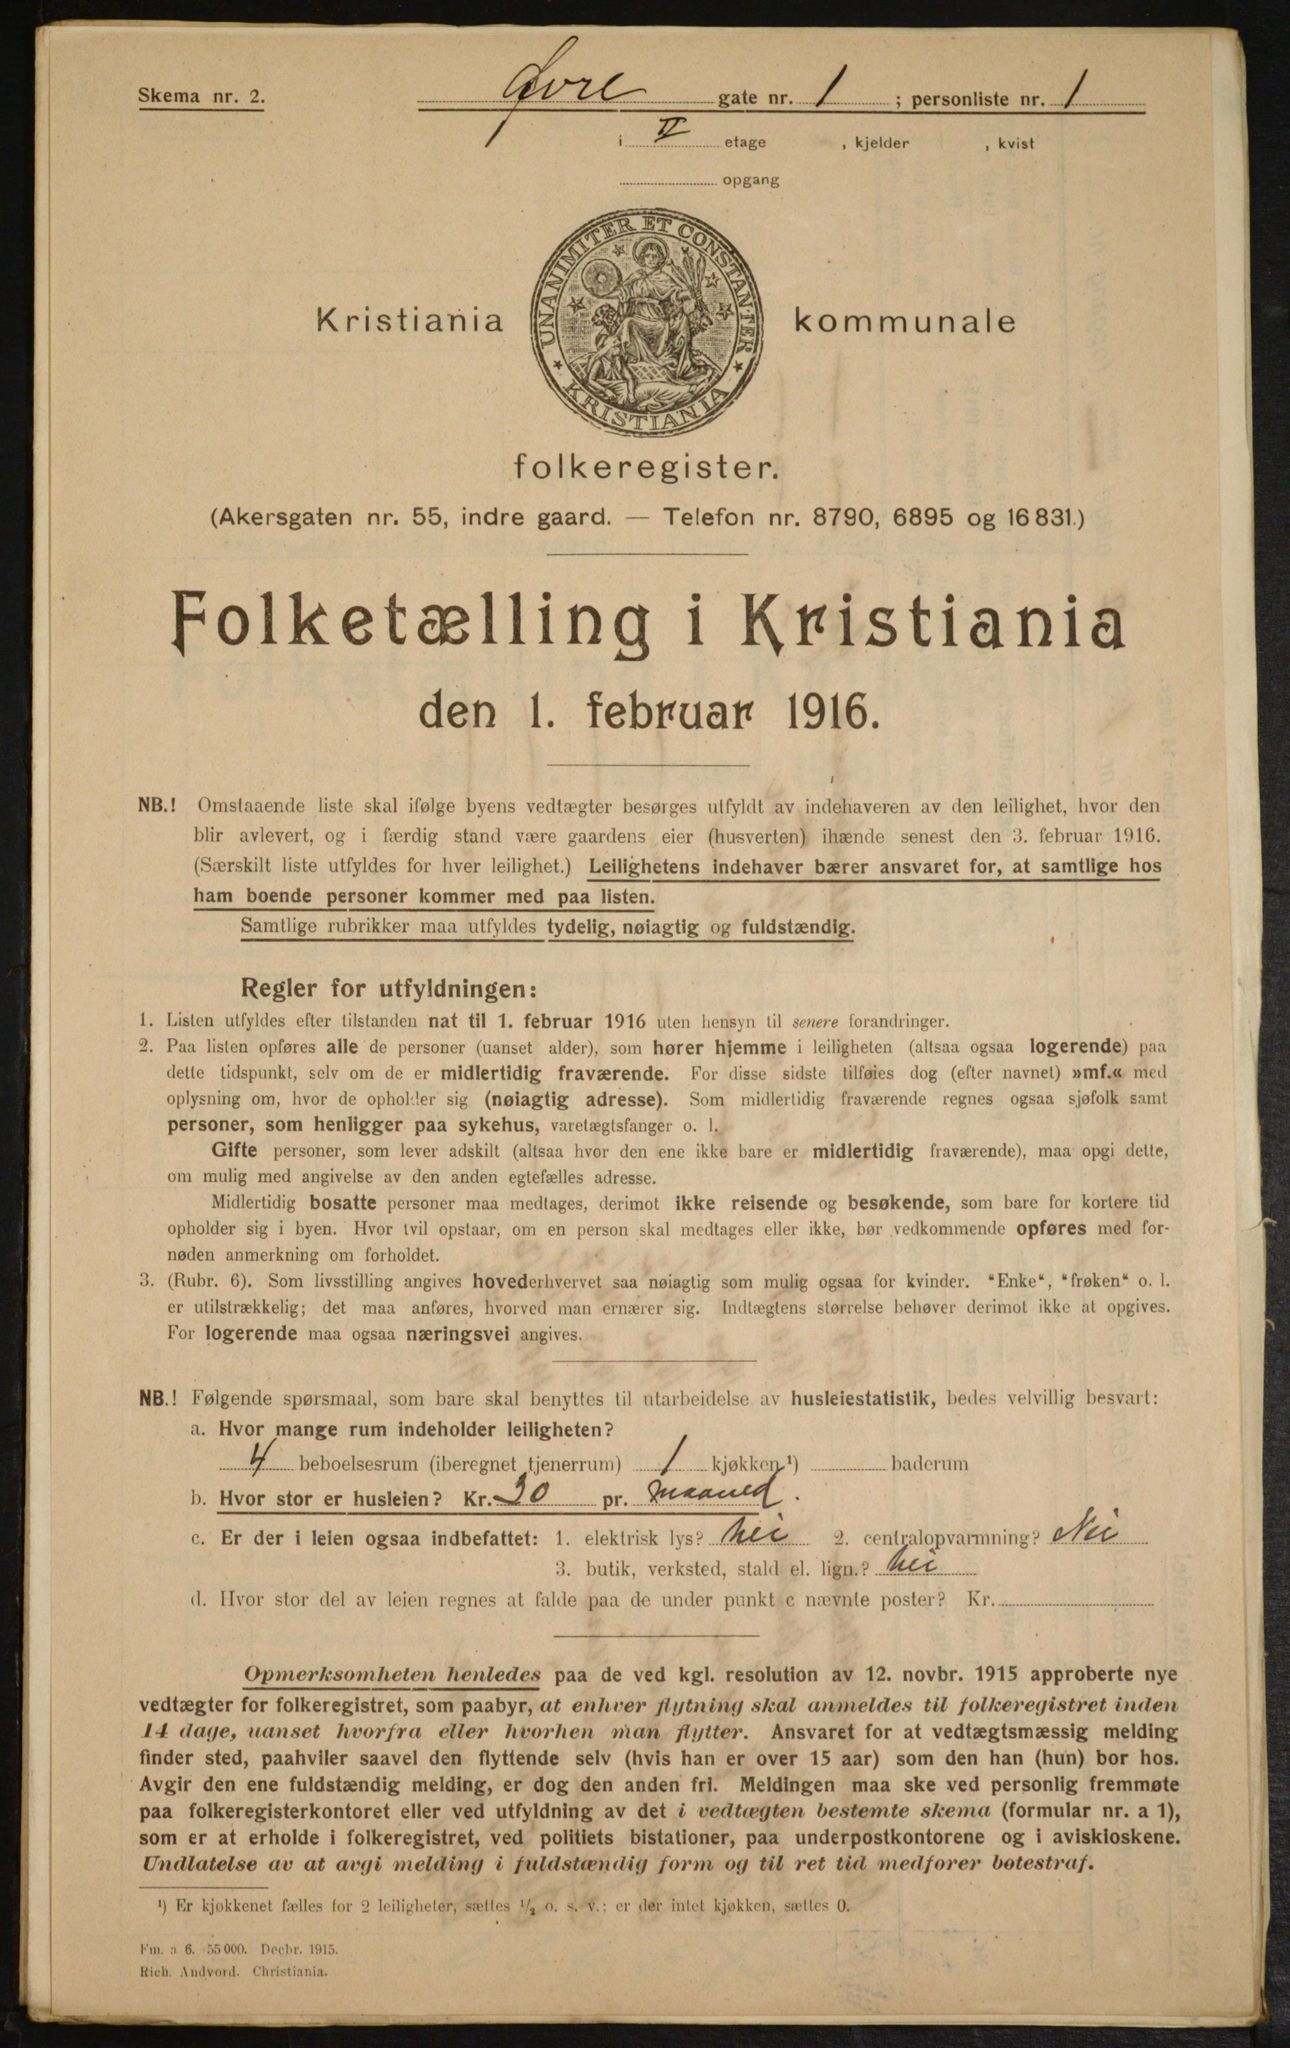 Skema nr. 2. Øvre gate nr. 1 ; personliste nr. 1
i II etage , kjelder , kvist
opgang
UNANIMITER ET CONSTANTER
KRISTIANIA
Kristiania kommunale
folkeregister.
(Akersgaten nr. 55, indre gaard. — Telefon nr. 8790, 6895 og 16 831.)
Folketælling i Kristiania
den 1. februar 1916.
NB.! Omstaaende liste skal ifølge byens vedtægter besørges utfyldt av indehaveren av den leilighet, hvor den
blir avlevert, og i færdig stand være gaardens eier (husverten) ihænde senest den 3. februar 1916.
(Særskilt liste utfyldes for hver leilighet.) Leilighetens indehaver bærer ansvaret for, at samtlige hos
ham boende personer kommer med paa listen.
Samtlige rubrikker maa utfyldes tydelig, nøiagtig og fuldstændig.
Regler for utfyldningen:
1. Listen utfyldes efter tilstanden nat til 1. februar 1916 uten hensyn til senere forandringer.
2. Paa listen opføres alle de personer (uanset alder), som hører hjemme i leiligheten (altsaa ogsaa logerende) paa
dette tidspunkt, selv om de er midlertidig fraværende. For disse sidste tilføies dog (efter navnet) »mf.« med
oplysning om, hvor de opholder sig (nøiagtig adresse). Som midlertidig fraværende regnes ogsaa sjøfolk samt
personer, som henligger paa sykehus, varetægtsfanger o. l.
Gifte personer, som lever adskilt (altsaa hvor den ene ikke bare er midlertidig fraværende), maa opgi dette,
om mulig med angivelse av den anden egtefælles adresse.
Midlertidig bosatte personer maa medtages, derimot ikke reisende og besøkende, som bare for kortere tid
opholder sig i byen. Hvor tvil opstaar, om en person skal medtages eller ikke, bør vedkommende opføres med for-
nøden anmerkning om forholdet.
3. (Rubr. 6). Som livsstilling angives hovederhvervet saa nøiagtig som mulig ogsaa for kvinder. "Enke", "frøken" o. l.
er utilstrækkelig; det maa anføres, hvorved man ernærer sig. Indtægtens størrelse behøver derimot ikke at opgives.
For logerende maa ogsaa næringsvei angives.
NB.! Følgende spørsmaal, som bare skal benyttes til utarbeidelse av husleiestatistik, bedes velvillig besvart:
a. Hvor mange rum indeholder leiligheten?
4 beboelsesrum (iberegnet tjenerrum) 1 kjøkken¹) baderum
b. Hvor stor er husleien? Kr. 30 pr. maaned.
c. Er der i leien ogsaa indbefattet: 1. elektrisk lys? nei 2. centralopvarmning? Nei
3. butik, verksted, stald el. lign.? nei
d. Hvor stor del av leien regnes at falde paa de under punkt c nævnte poster? Kr.
Opmerksomheten henledes paa de ved kgl. resolution av 12. novbr. 1915 approberte nye
vedtægter for folkeregistret, som paabyr, at enhver flytning skal anmeldes til folkeregistret inden
14 dage, uanset hvorfra eller hvorhen man flytter. Ansvaret for at vedtægtsmæssig melding
finder sted, paahviler saavel den flyttende selv (hvis han er over 15 aar) som den han (hun) bor hos.
Avgir den ene fuldstændig melding, er dog den anden fri. Meldingen maa ske ved personlig fremmøte
paa folkeregisterkontoret eller ved utfyldning av det i vedtægten bestemte skema (formular nr. a 1),
som er at erholde i folkeregistret, ved politiets bistationer, paa underpostkontorene og i aviskioskene.
Undlatelse av at avgi melding i fuldstændig form og til ret tid medfører bøtestraf.
¹) Er kjøkkenet fælles for 2 leiligheter, sættes ½ o. s. v.; er der intet kjøkken, sættes 0.
Fm. a 6. 55 000. Decbr. 1915.
Rich. Andvord. Christiania.